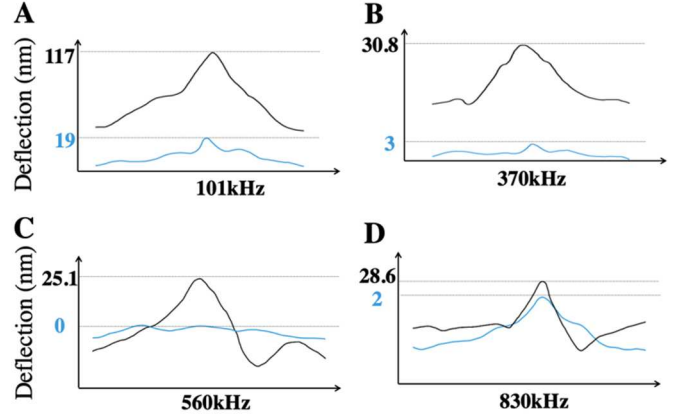 A
Deflection (nm)
117
19
101kHz
B
30.8
3
370kHz
C
Deflection (nm)
25.1
0
560kHz
D
28.6
2
830kHz